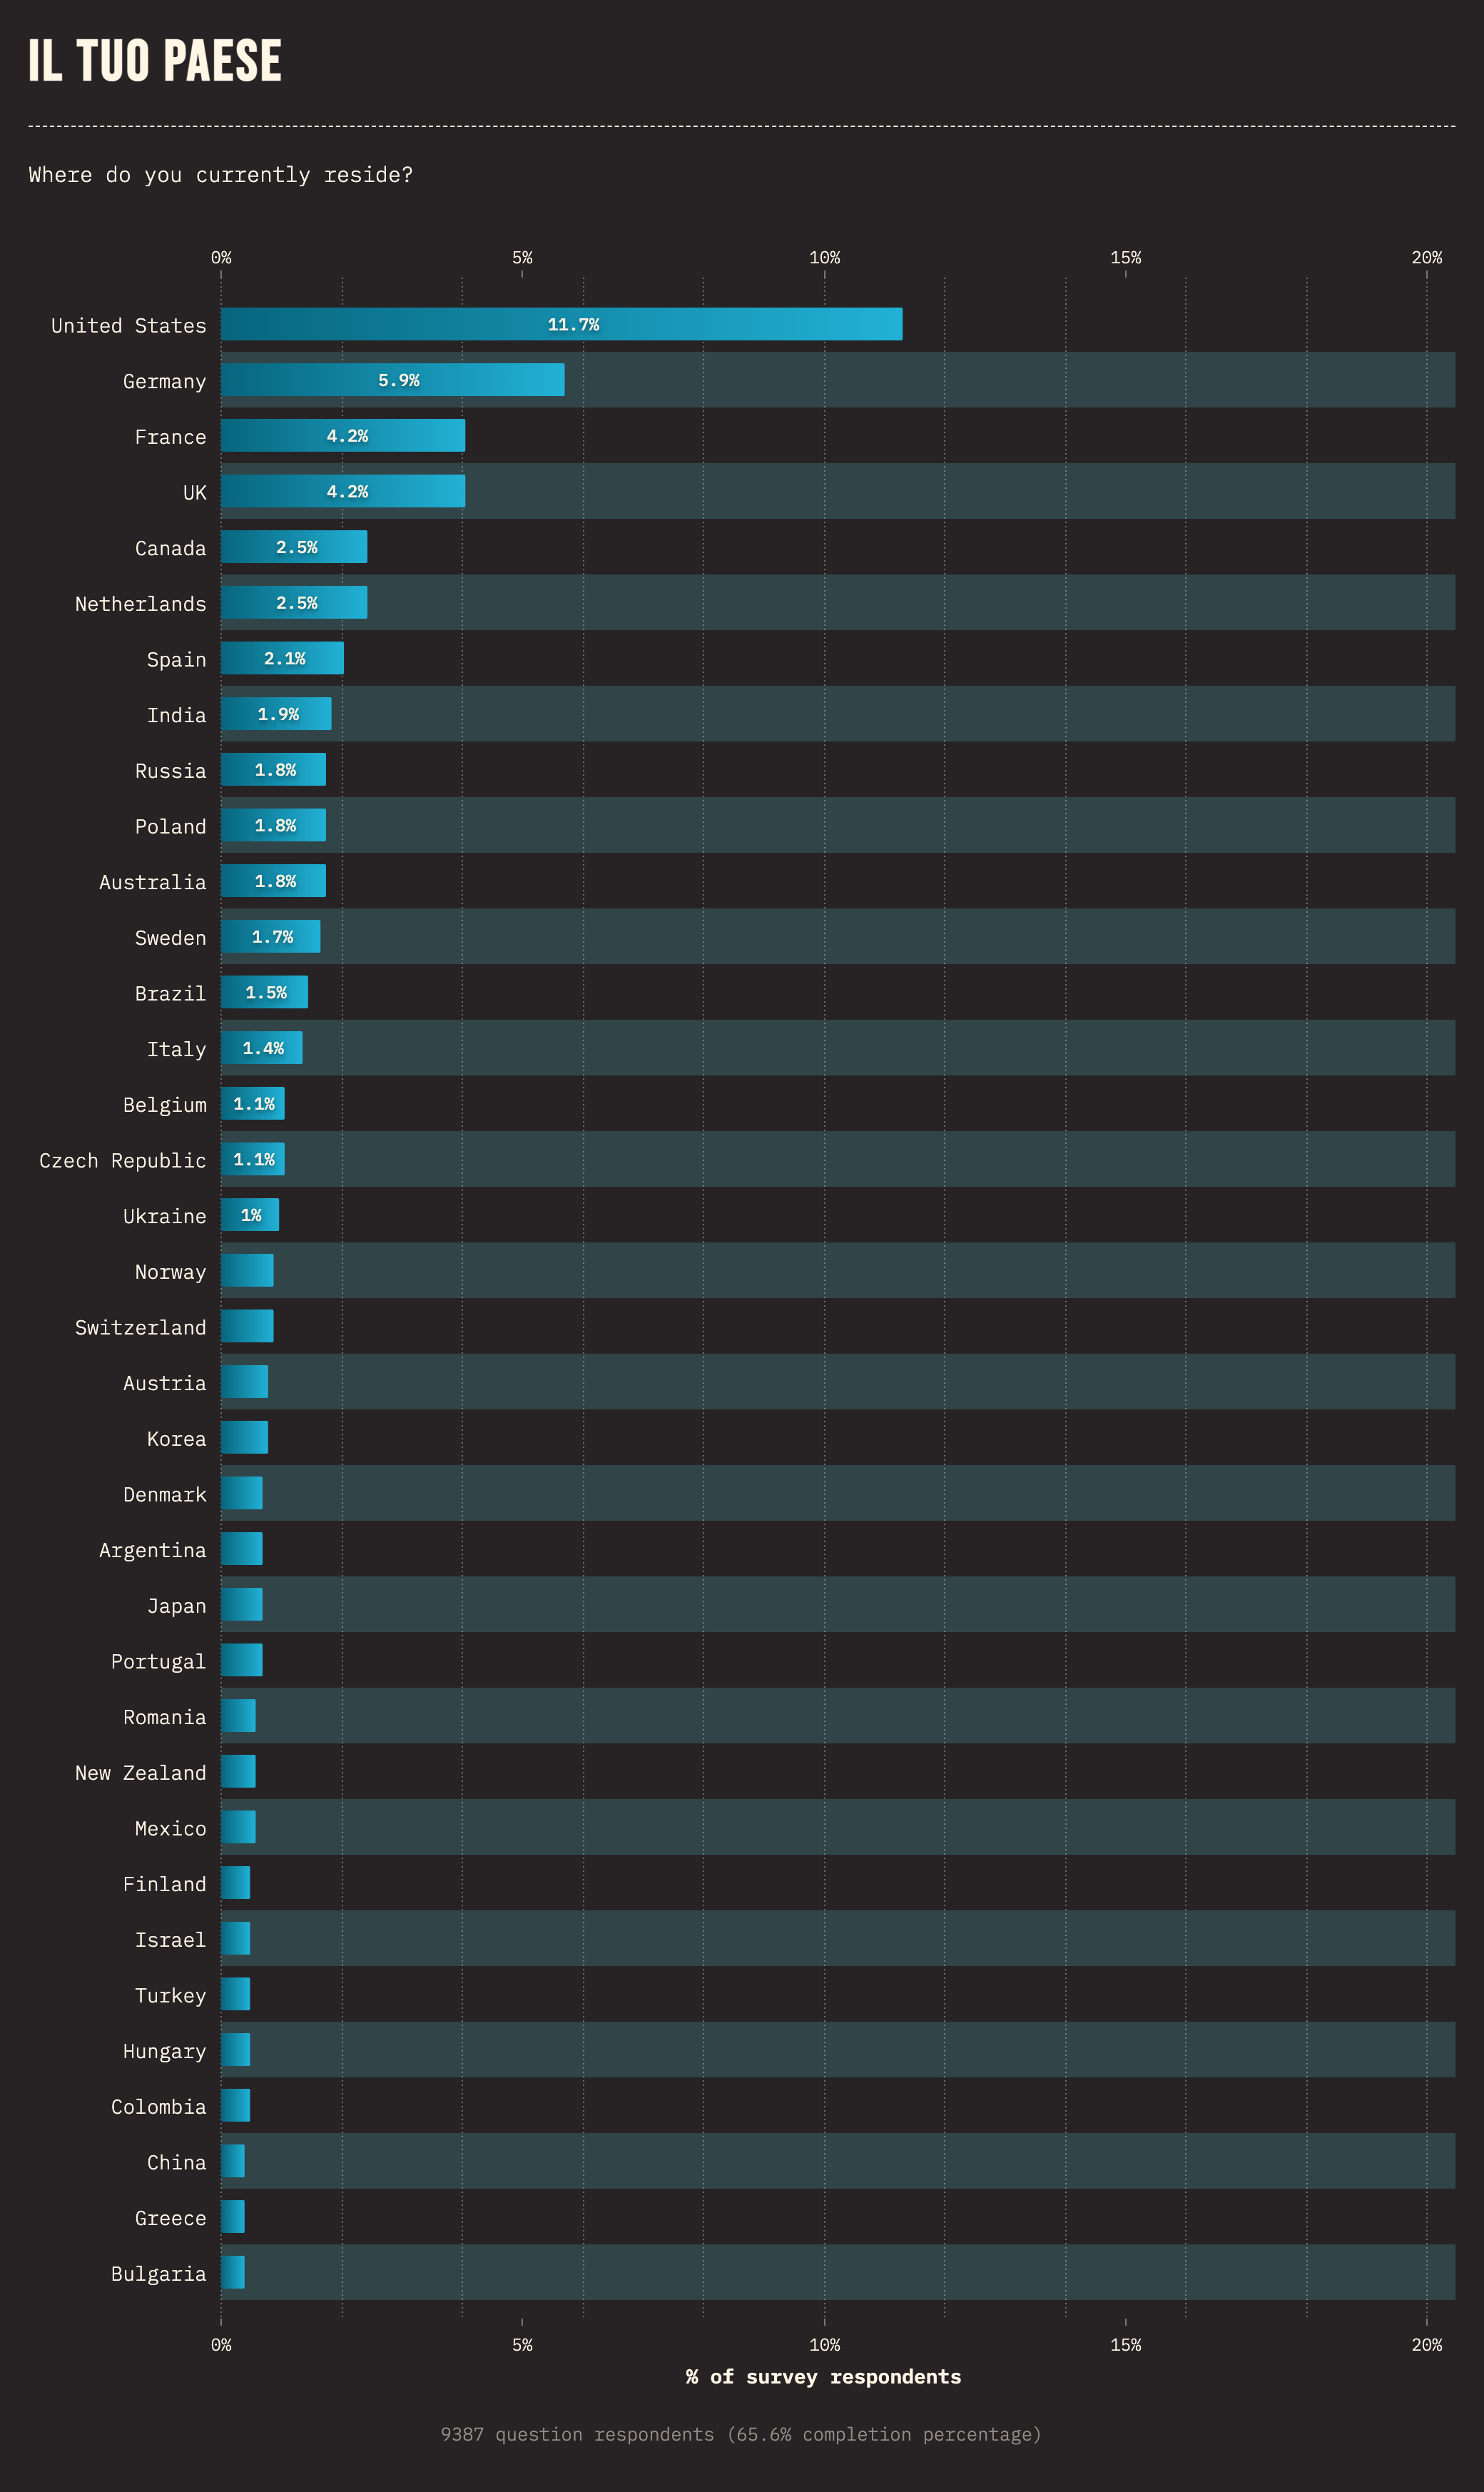 IL TUO PAESE
Where do you currently reside?
0% 5% 10% 15% 20%
United States 11.7%
Germany 5.9%
France 4.2%
UK 4.2%
Canada 2.5%
Netherlands 2.5%
Spain 2.1%
India 1.9%
Russia 1.8%
Poland 1.8%
Australia 1.8%
Sweden 1.7%
Brazil 1.5%
Italy 1.4%
Belgium 1.1%
Czech Republic 1.1%
Ukraine 1%
Norway
Switzerland
Austria
Korea
Denmark
Argentina
Japan
Portugal
Romania
New Zealand
Mexico
Finland
Israel
Turkey
Hungary
Colombia
China
Greece
Bulgaria
0% 5% 10% 15% 20%
% of survey respondents
9387 question respondents (65.6% completion percentage)